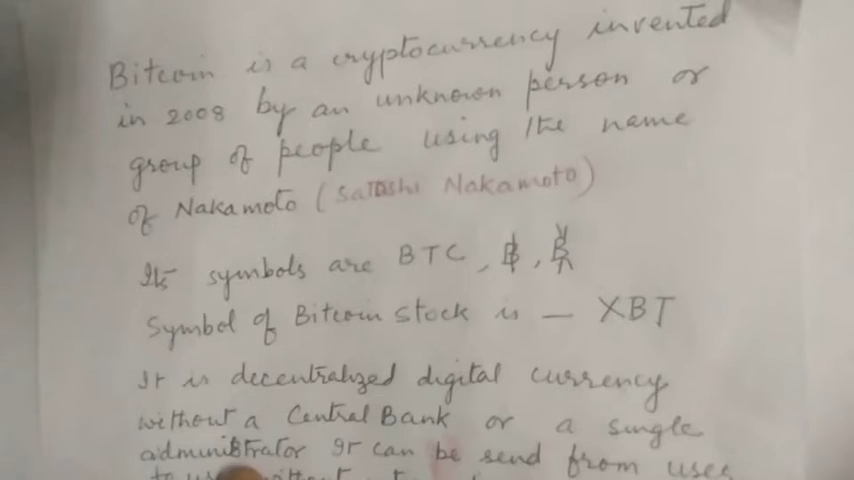 Bitcoin is a cryptocurrency invented
in 2008 by an unknown person or
group of people using the name
of Nakamoto (Satoshi Nakamoto)
Its symbols are BTC, ₿,
Symbol of Bitcoin stock is — XBT
It is decentralized digital currency
without a Central Bank or a single
administrator It can be send from user
to